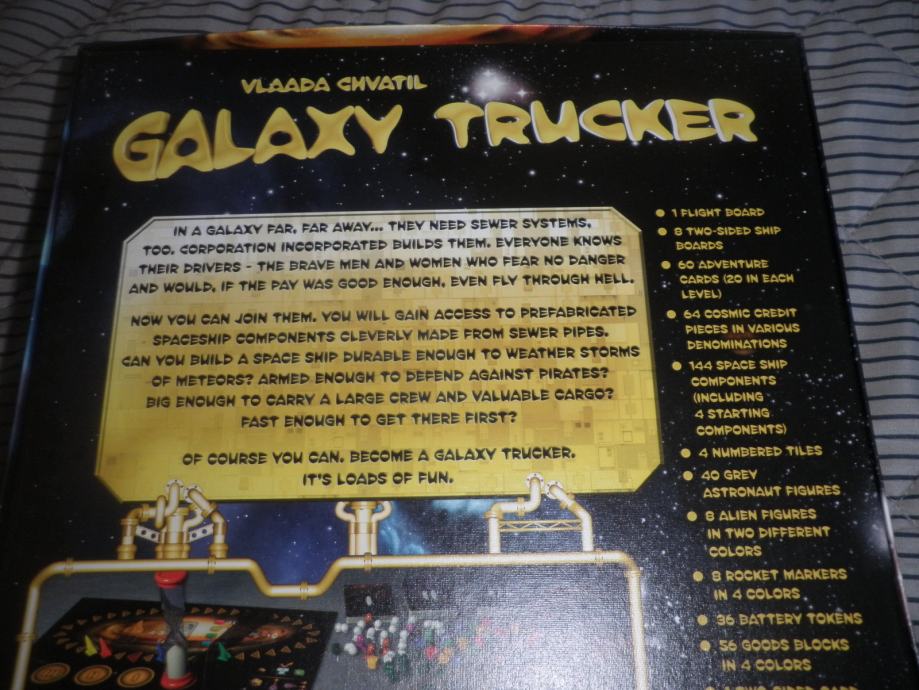 VLAADA CHVATIL
GALAXY TRUCKER
IN A GALAXY FAR, FAR AWAY... THEY NEED SEWER SYSTEMS,
TOO. CORPORATION INCORPORATED BUILDS THEM. EVERYONE KNOWS
THEIR DRIVERS - THE BRAVE MEN AND WOMEN WHO FEAR NO DANGER
AND WOULD, IF THE PAY WAS GOOD ENOUGH, EVEN FLY THROUGH HELL.
NOW YOU CAN JOIN THEM. YOU WILL GAIN ACCESS TO PREFABRICATED
SPACESHIP COMPONENTS CLEVERLY MADE FROM SEWER PIPES.
CAN YOU BUILD A SPACE SHIP DURABLE ENOUGH TO WEATHER STORMS
OF METEORS? ARMED ENOUGH TO DEFEND AGAINST PIRATES?
BIG ENOUGH TO CARRY A LARGE CREW AND VALUABLE CARGO?
FAST ENOUGH TO GET THERE FIRST?
OF COURSE YOU CAN. BECOME A GALAXY TRUCKER.
IT'S LOADS OF FUN.
• 1 FLIGHT BOARD
• 8 TWO-SIDED SHIP
BOARDS
• 60 ADVENTURE
CARDS (20 IN EACH
LEVEL)
• 64 COSMIC CREDIT
PIECES IN VARIOUS
DENOMINATIONS
• 144 SPACE SHIP
COMPONENTS
(INCLUDING
4 STARTING
COMPONENTS)
• 4 NUMBERED TILES
• 40 GREY
ASTRONAUT FIGURES
• 8 ALIEN FIGURES
IN TWO DIFFERENT
COLORS
• 8 ROCKET MARKERS
IN 4 COLORS
• 36 BATTERY TOKENS
• 56 GOODS BLOCKS
IN 4 COLORS